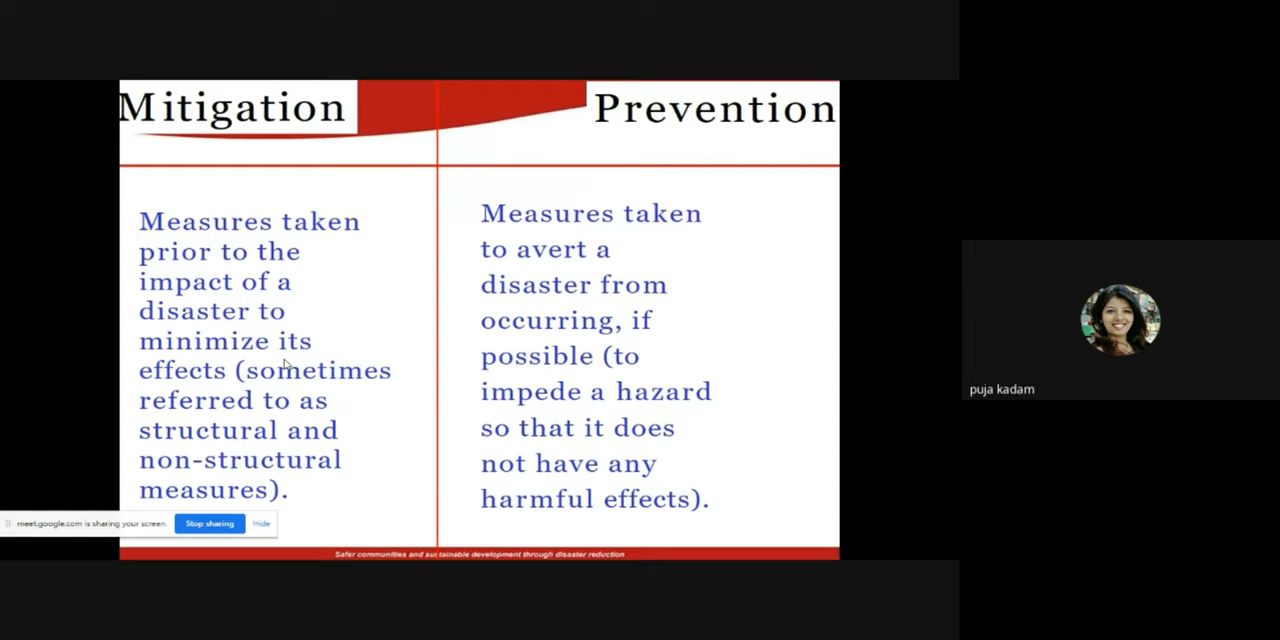 Mitigation
Prevention
Measures taken
prior to the
impact of a
disaster to
minimize its
effects (sometimes
referred to as
structural and
non-structural
measures).
Measures taken
to avert a
disaster from
occurring, if
possible (to
impede a hazard
so that it does
not have any
harmful effects).
meet.google.com is sharing your screen.
Stop sharing
Hide
Safer communities and sustainable development through disaster reduction
puja kadam